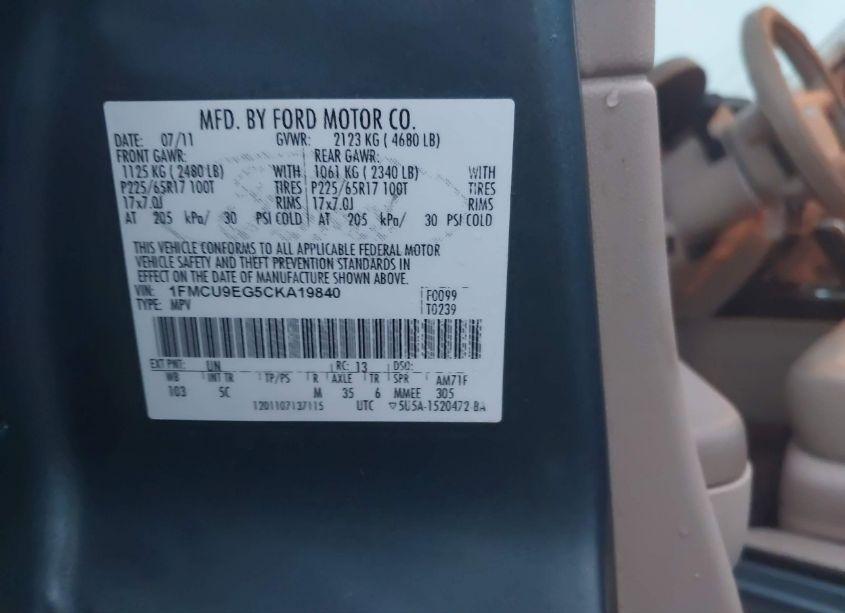 MFD. BY FORD MOTOR CO.
DATE: 07/11 GVWR: 2123 KG ( 4680 LB)
FRONT GAWR: REAR GAWR:
1125 KG ( 2480 LB) WITH 1061 KG ( 2340 LB) WITH
P225/65R17 100T TIRES P225/65R17 100T TIRES
17x7.0J RIMS 17x7.0J RIMS
AT 205 kPa/ 30 PSI COLD AT 205 kPa/ 30 PSI COLD
THIS VEHICLE CONFORMS TO ALL APPLICABLE FEDERAL MOTOR
VEHICLE SAFETY AND THEFT PREVENTION STANDARDS IN
EFFECT ON THE DATE OF MANUFACTURE SHOWN ABOVE.
VIN: 1FMCU9EG5CKA19840 F0099
TYPE: MPV T0239
EXT PNT: UN RC: 13 DSO:
WB INT TR TP/PS R AXLE TR SPR AM71F
103 5C M 35 6 MMEE 305
1201107137115 UTC ▽5U5A-1520472-BA